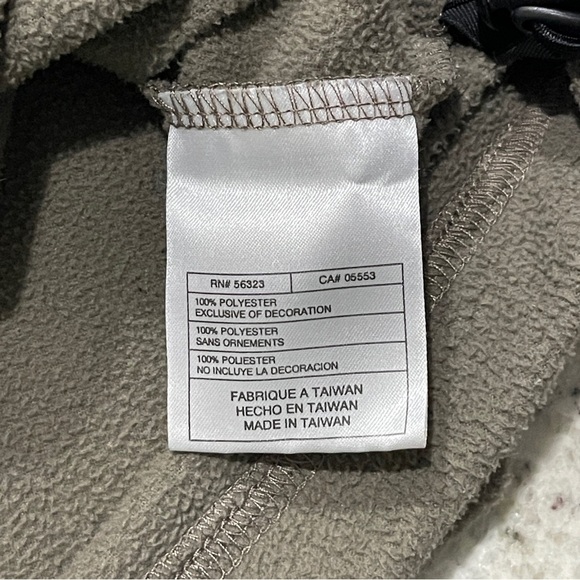 RN# 56323 CA# 05553
100% POLYESTER
EXCLUSIVE OF DECORATION
100% POLYESTER
SANS ORNEMENTS
100% POLIESTER
NO INCLUYE LA DECORACION
FABRIQUE A TAIWAN
HECHO EN TAIWAN
MADE IN TAIWAN